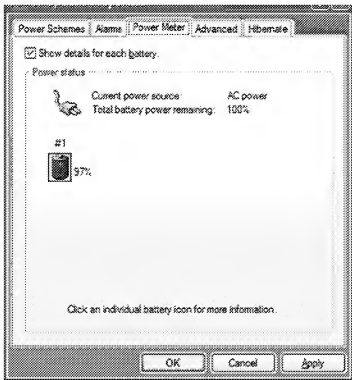 Power Schemes Alarms Power Meter Advanced Hibernate
Show details for each battery.
Power status
Current power source: AC power
Total battery power remaining: 100%
#1
97%
Click an individual battery icon for more information.
OK Cancel Apply